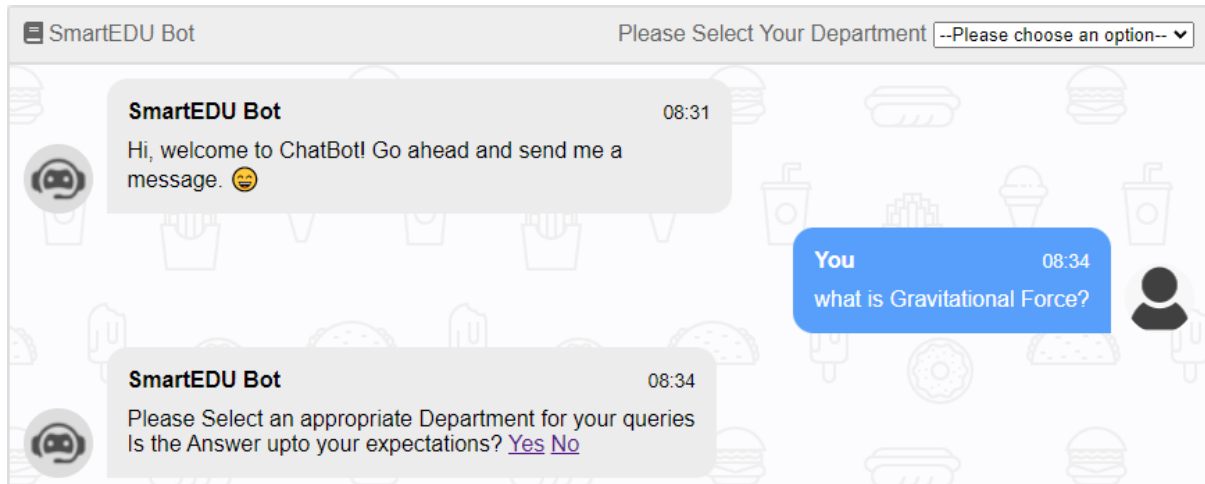 SmartEDU Bot
Please Select Your Department --Please choose an option--
SmartEDU Bot 08:31
Hi, welcome to ChatBot! Go ahead and send me a
message. 😄
You 08:34
what is Gravitational Force?
SmartEDU Bot 08:34
Please Select an appropriate Department for your queries
Is the Answer upto your expectations? Yes No